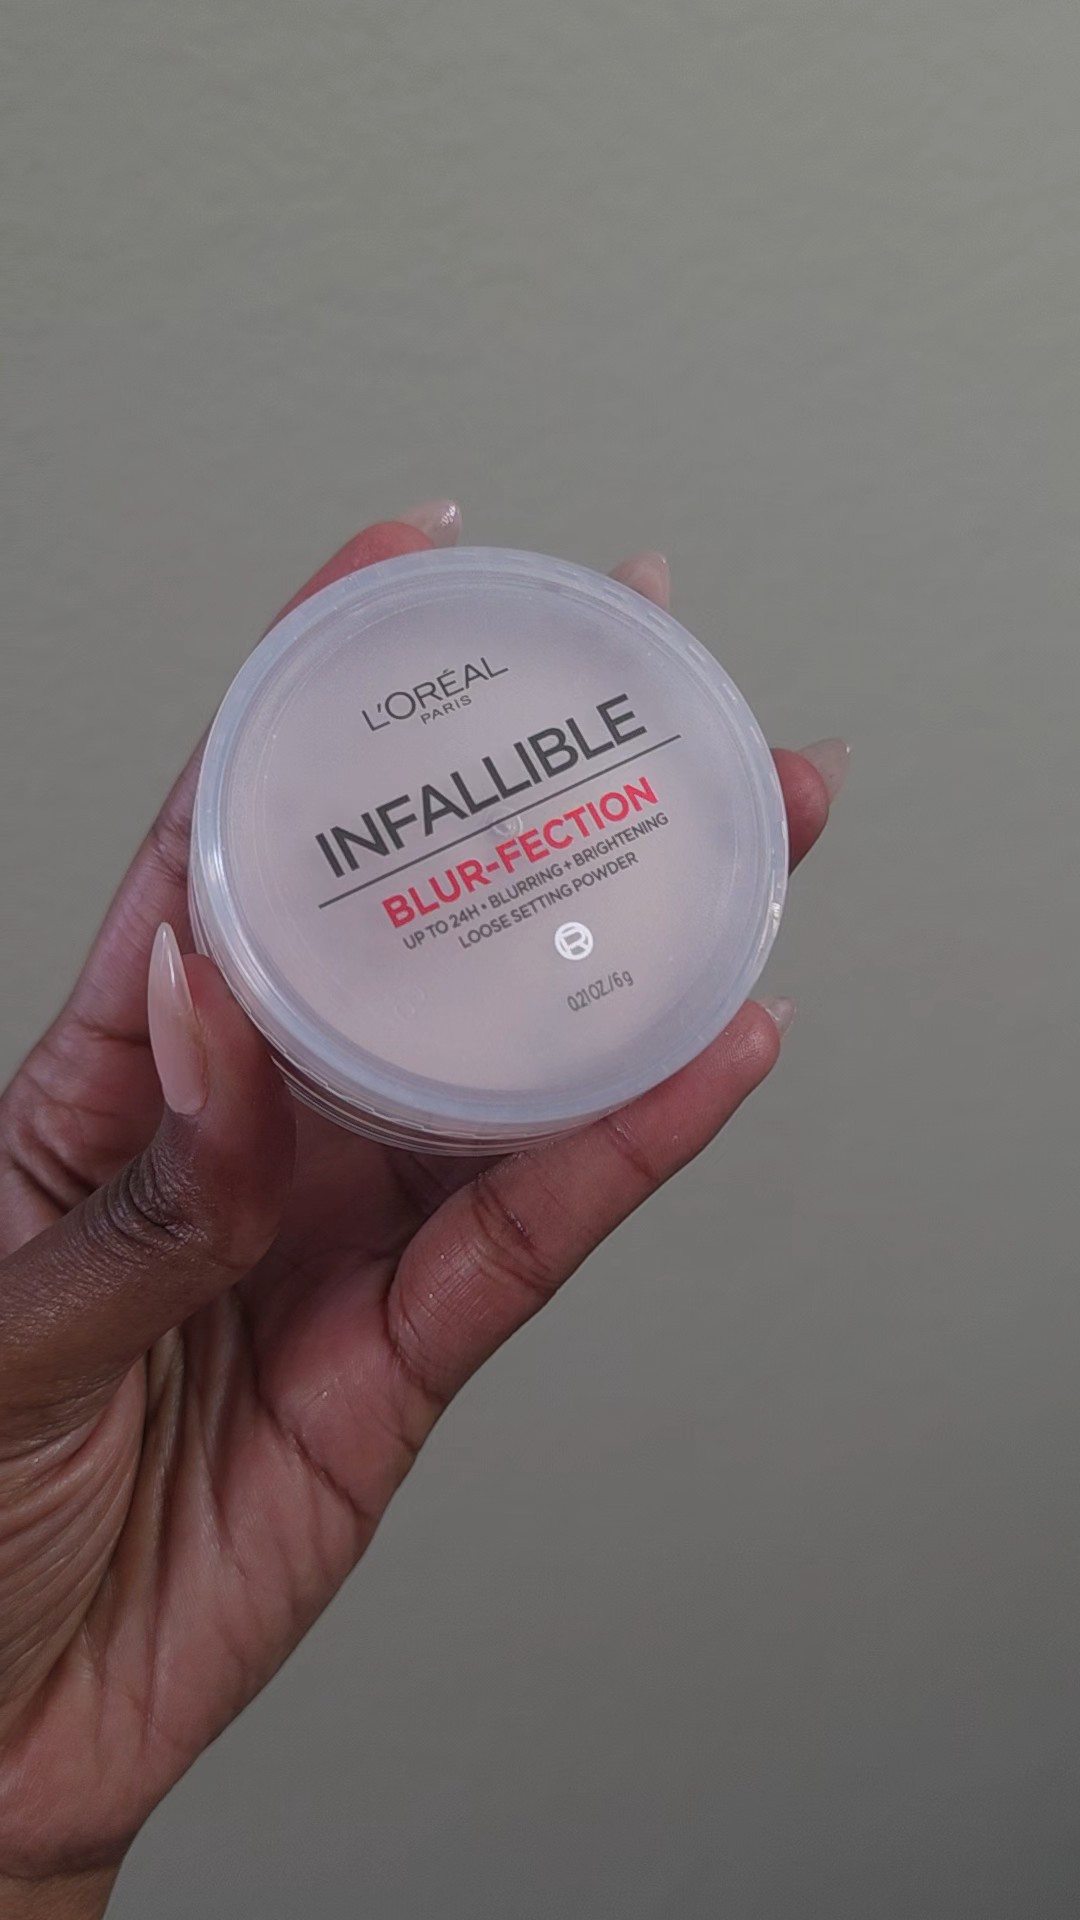 L'ORÉAL
PARIS
INFALLIBLE
BLUR-FECTION
UP TO 24H • BLURRING + BRIGHTENING
LOOSE SETTING POWDER
R
0.21 OZ./6 g